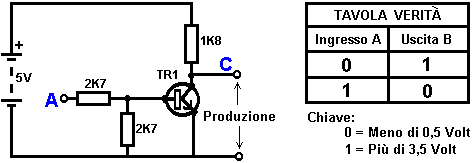 +
5V
1K8
C
TR1
2K7
A
2K7
Produzione
TAVOLA VERITÀ
Ingresso A Uscita B
0 1
1 0
Chiave:
0 = Meno di 0,5 Volt
1 = Più di 3,5 Volt